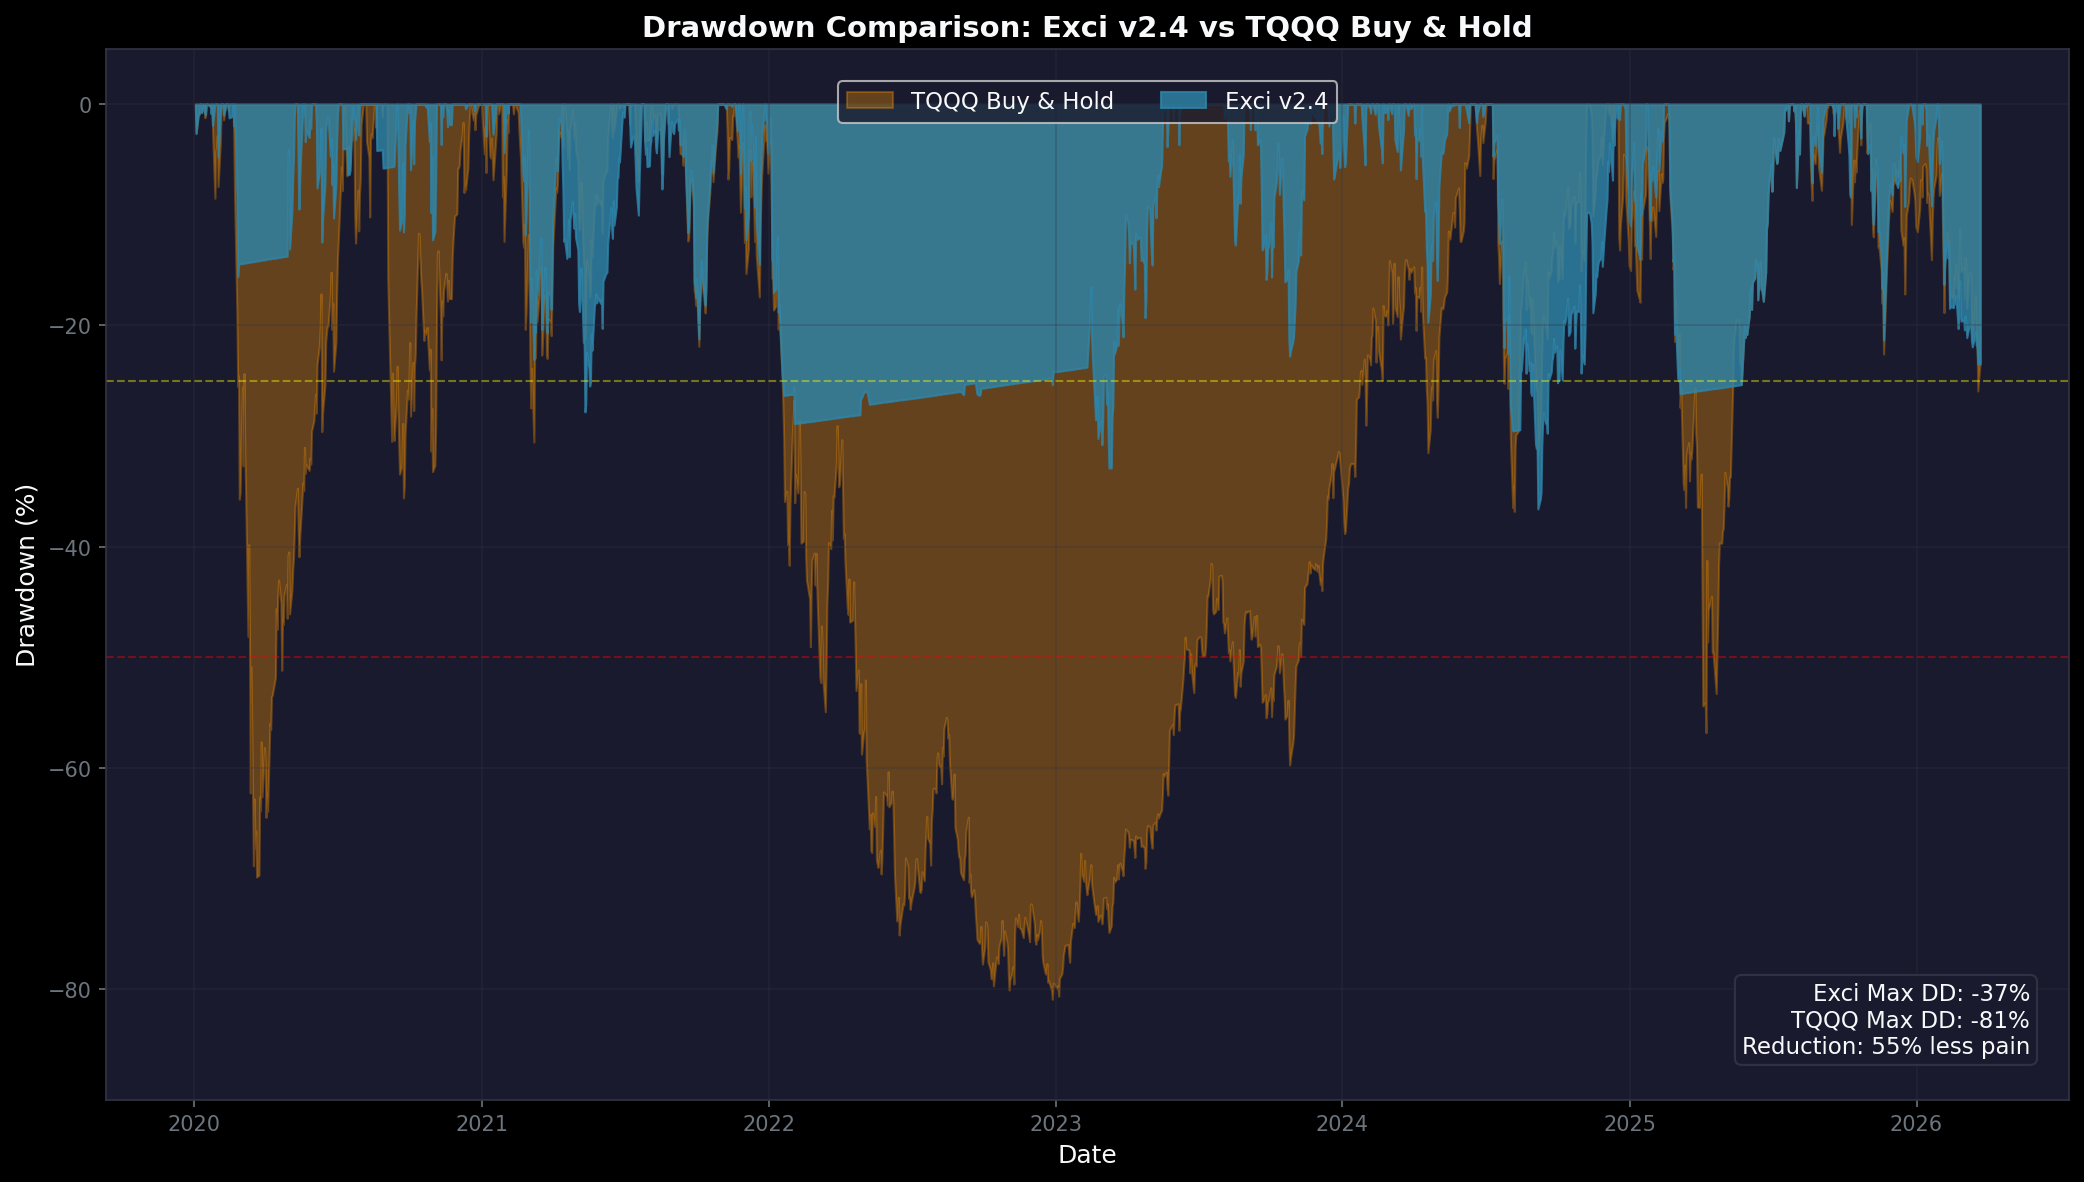 Drawdown Comparison: Exci v2.4 vs TQQQ Buy & Hold
TQQQ Buy & Hold
Exci v2.4
Drawdown (%)
0
−20
−40
−60
−80
Exci Max DD: -37%
TQQQ Max DD: -81%
Reduction: 55% less pain
2020 2021 2022 2023 2024 2025 2026
Date